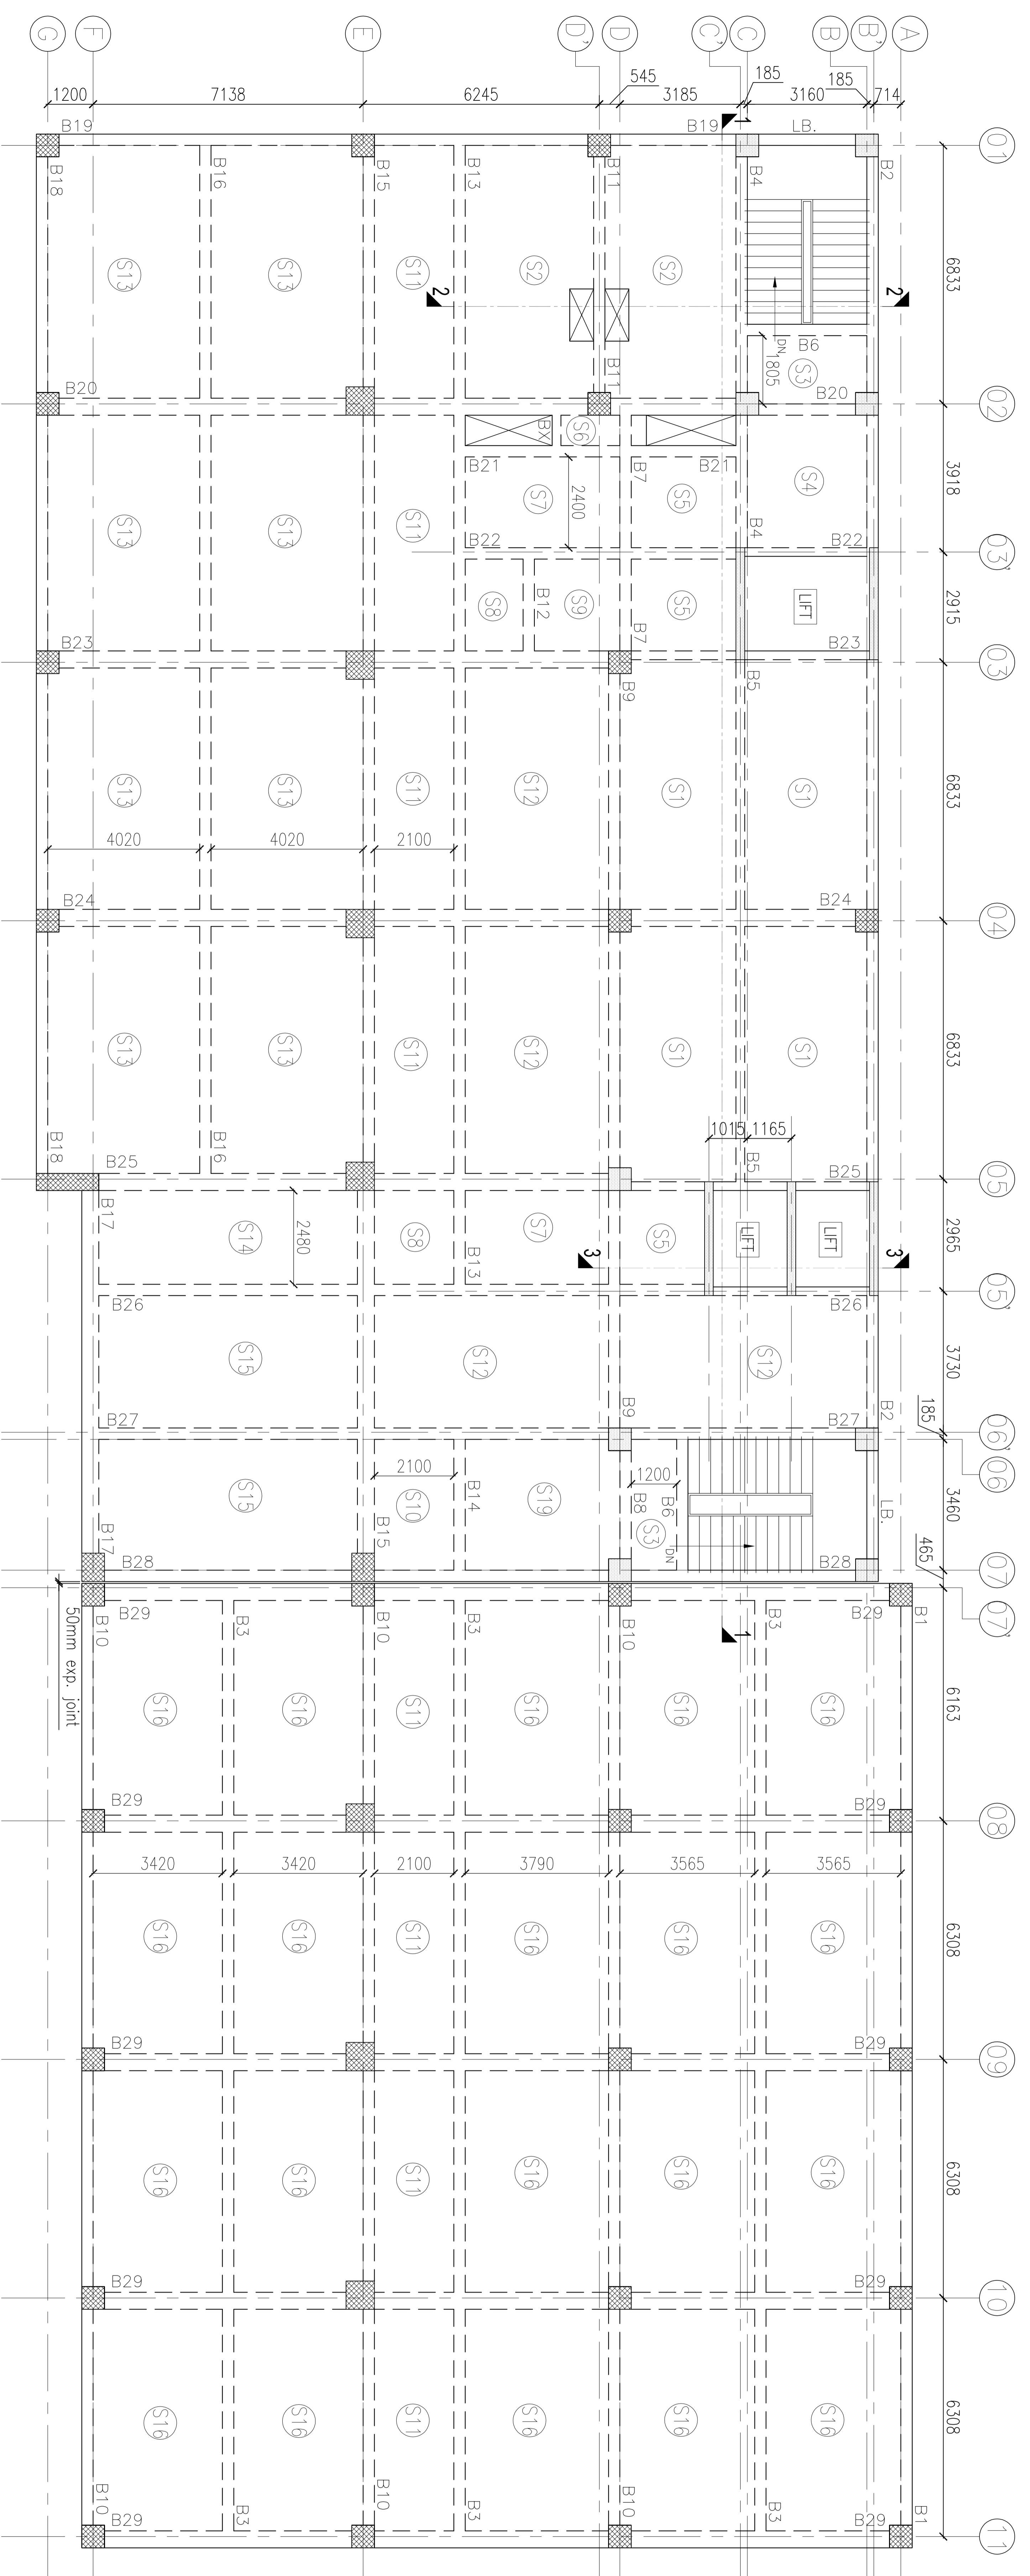 G
F
E
D'
D
C'
C
B
B'
A
1200
7138
6245
545
3185
185
3160
185
714
01
6833
02
3918
03'
2915
03
6833
04
6833
05
2965
05'
3730
06'
185
06
3460
07
465
07'
6163
08
6308
09
6308
10
6308
11
B19
B19
1
LB.
B18
B16
B15
B13
B11
B4
B2
S13
S13
S11
S2
S2
2
2
DN
B6
1805
S3
B11
B20
B20
BX
S6
B21
B7
B21
S4
S13
S13
S11
S7
2400
S5
B22
B4
B22
S8
B12
S9
S5
LIFT
B7
B23
B23
B9
B5
S13
S13
S11
S12
S1
S1
4020
4020
2100
B24
B24
S13
S13
S11
S12
S1
S1
1015
1165
B18
B16
B5
B25
B25
B17
S14
2480
S8
S7
S5
LIFT
LIFT
B13
3
3
B26
B26
S15
S12
S12
B27
B9
B27
B2
LB.
2100
1200
S15
S10
B14
S19
B8
B6
S3
DN
B17
B15
B28
B28
50mm exp. joint
B29
B10
B3
B10
B3
B10
1
B3
B29
B1
S16
S16
S11
S16
S16
S16
B29
B29
3420
3420
2100
3790
3565
3565
S16
S16
S11
S16
S16
S16
B29
B29
S16
S16
S11
S16
S16
S16
B29
B29
S16
S16
S11
S16
S16
S16
B10
B29
B3
B10
B3
B10
B3
B29
B1